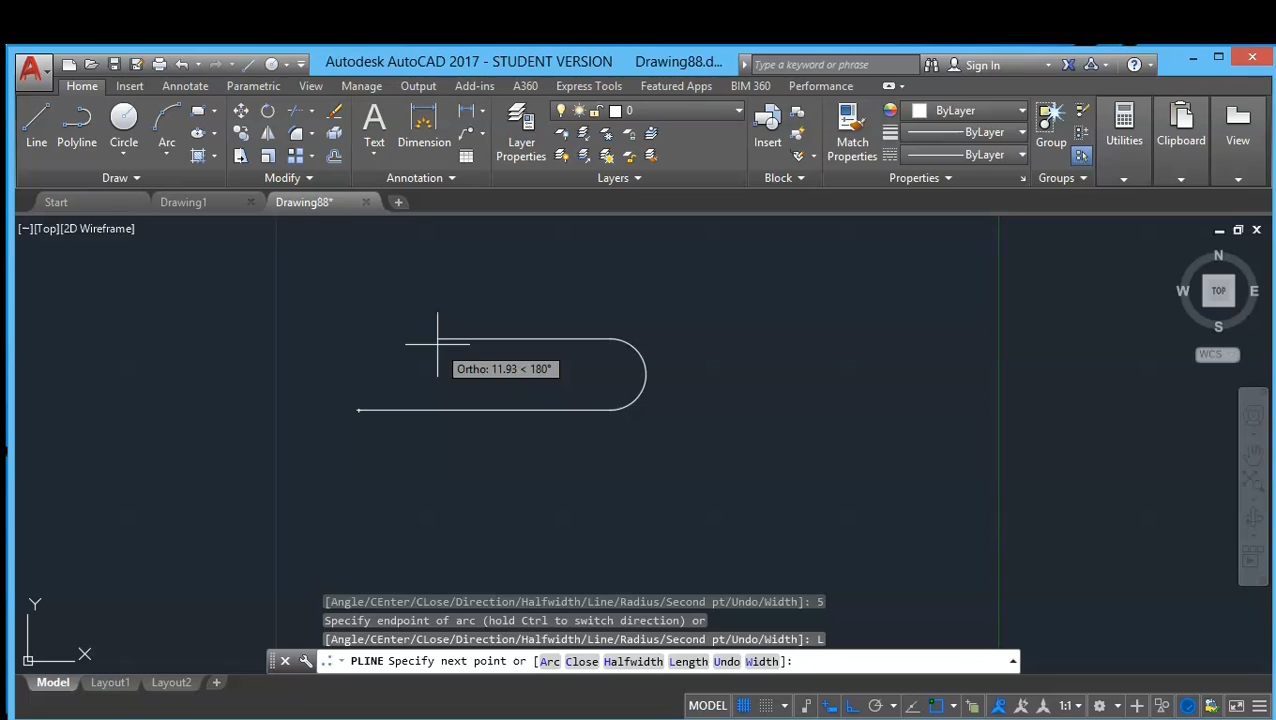 Autodesk AutoCAD 2017 - STUDENT VERSION Drawing88.d... Type a keyword or phrase Sign In
Home Insert Annotate Parametric View Manage Output Add-ins A360 Express Tools Featured Apps BIM 360 Performance
0 ByLayer
Line Polyline Circle Arc Text Dimension Layer Properties Insert Match Properties ByLayer Group Utilities Clipboard View
ByLayer
Draw Modify Annotation Layers Block Properties Groups
Start Drawing1 Drawing88*
[−][Top][2D Wireframe]
N
W TOP E
S
WCS
Ortho: 11.93 < 180°
Y
X
[Angle/CEnter/CLose/Direction/Halfwidth/Line/Radius/Second pt/Undo/Width]: 5
Specify endpoint of arc (hold Ctrl to switch direction) or
[Angle/CEnter/CLose/Direction/Halfwidth/Line/Radius/Second pt/Undo/Width]: L
PLINE Specify next point or [Arc Close Halfwidth Length Undo Width]:
Model Layout1 Layout2
MODEL 1:1